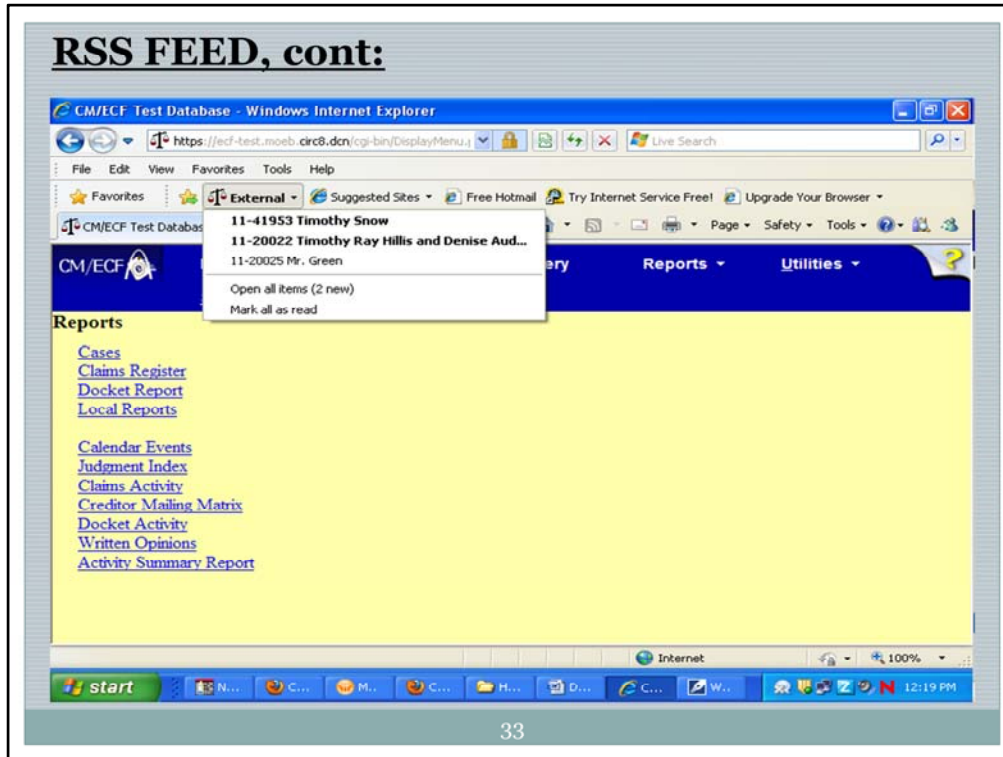 RSS FEED, cont:
CM/ECF Test Database - Windows Internet Explorer
https://ecf-test.moeb.circ8.dcn/cgi-bin/DisplayMenu.
Live Search
File Edit View Favorites Tools Help
Favorites External Suggested Sites Free Hotmail Try Internet Service Free! Upgrade Your Browser
CM/ECF Test Databas Page Safety Tools
11-41953 Timothy Snow
11-20022 Timothy Ray Hillis and Denise Aud...
11-20025 Mr. Green
Open all items (2 new)
Mark all as read
CM/ECF ery Reports Utilities ?
Reports
Cases
Claims Register
Docket Report
Local Reports
Calendar Events
Judgment Index
Claims Activity
Creditor Mailing Matrix
Docket Activity
Written Opinions
Activity Summary Report
Internet 100%
start N... C... M.. C... H... D... C... W.. 12:19 PM
33